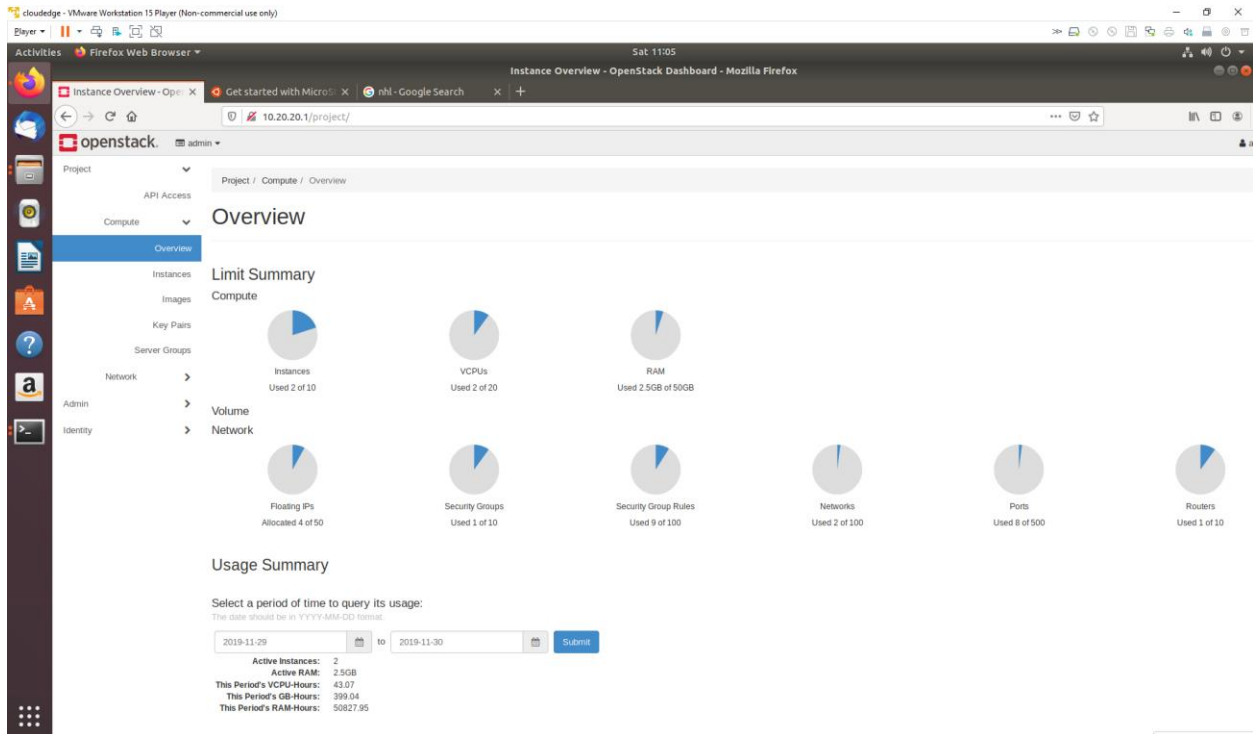 cloudedge - VMware Workstation 15 Player (Non-commercial use only)
Player
Activities Firefox Web Browser Sat 11:05
Instance Overview - OpenStack Dashboard - Mozilla Firefox
Instance Overview - Ope Get started with Micro nhl - Google Search
10.20.20.1/project/
openstack. admin
Project
API Access
Compute
Overview
Instances
Images
Key Pairs
Server Groups
Network
Admin
Identity
Project / Compute / Overview
Overview
Limit Summary
Compute
Instances VCPUs RAM
Used 2 of 10 Used 2 of 20 Used 2.5GB of 50GB
Volume
Network
Floating IPs Security Groups Security Group Rules Networks Ports Routers
Allocated 4 of 50 Used 1 of 10 Used 9 of 100 Used 2 of 100 Used 8 of 500 Used 1 of 10
Usage Summary
Select a period of time to query its usage:
The date should be in YYYY-MM-DD format.
2019-11-29 to 2019-11-30 Submit
Active Instances: 2
Active RAM: 2.5GB
This Period's VCPU-Hours: 43.07
This Period's GB-Hours: 399.04
This Period's RAM-Hours: 50827.95